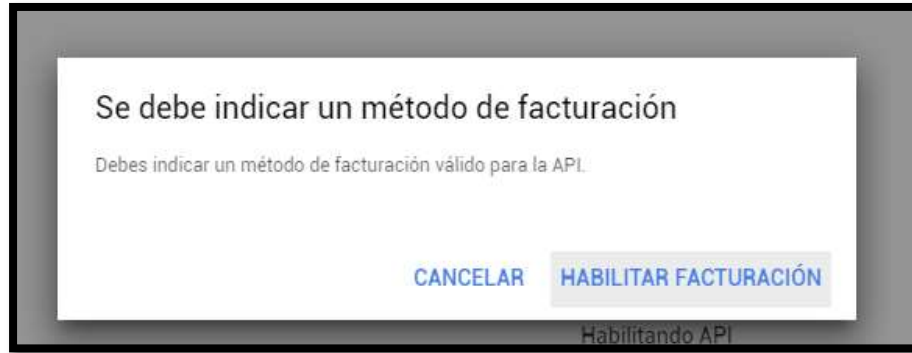 Se debe indicar un método de facturación
Debes indicar un método de facturación válido para la API.
CANCELAR HABILITAR FACTURACIÓN
Habilitando API